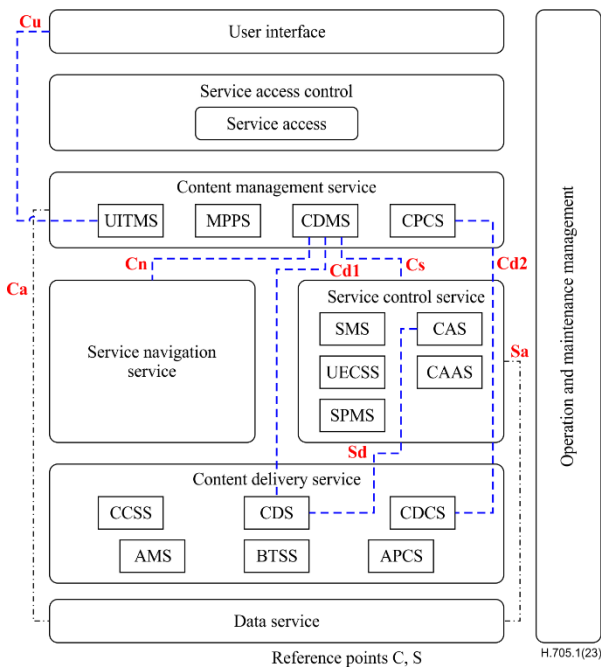 Cu
User interface
Service access control
Service access
Content management service
UITMS
MPPS
CDMS
CPCS
Cn
Cd1
Cs
Cd2
Ca
Service navigation
service
Service control service
SMS
CAS
UECSS
CAAS
SPMS
Sa
Sd
Content delivery service
CCSS
CDS
CDCS
AMS
BTSS
APCS
Data service
Operation and maintenance management
Reference points C, S
H.705.1(23)